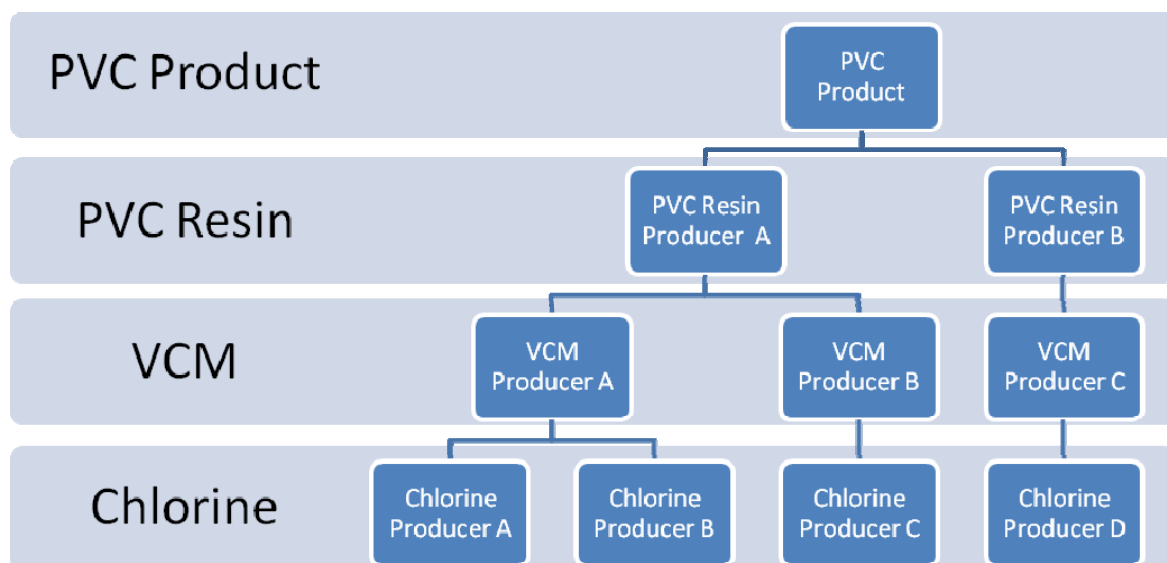 PVC Product
PVC
Product
PVC Resin
PVC Resin
Producer A
PVC Resin
Producer B
VCM
VCM
Producer A
VCM
Producer B
VCM
Producer C
Chlorine
Chlorine
Producer A
Chlorine
Producer B
Chlorine
Producer C
Chlorine
Producer D